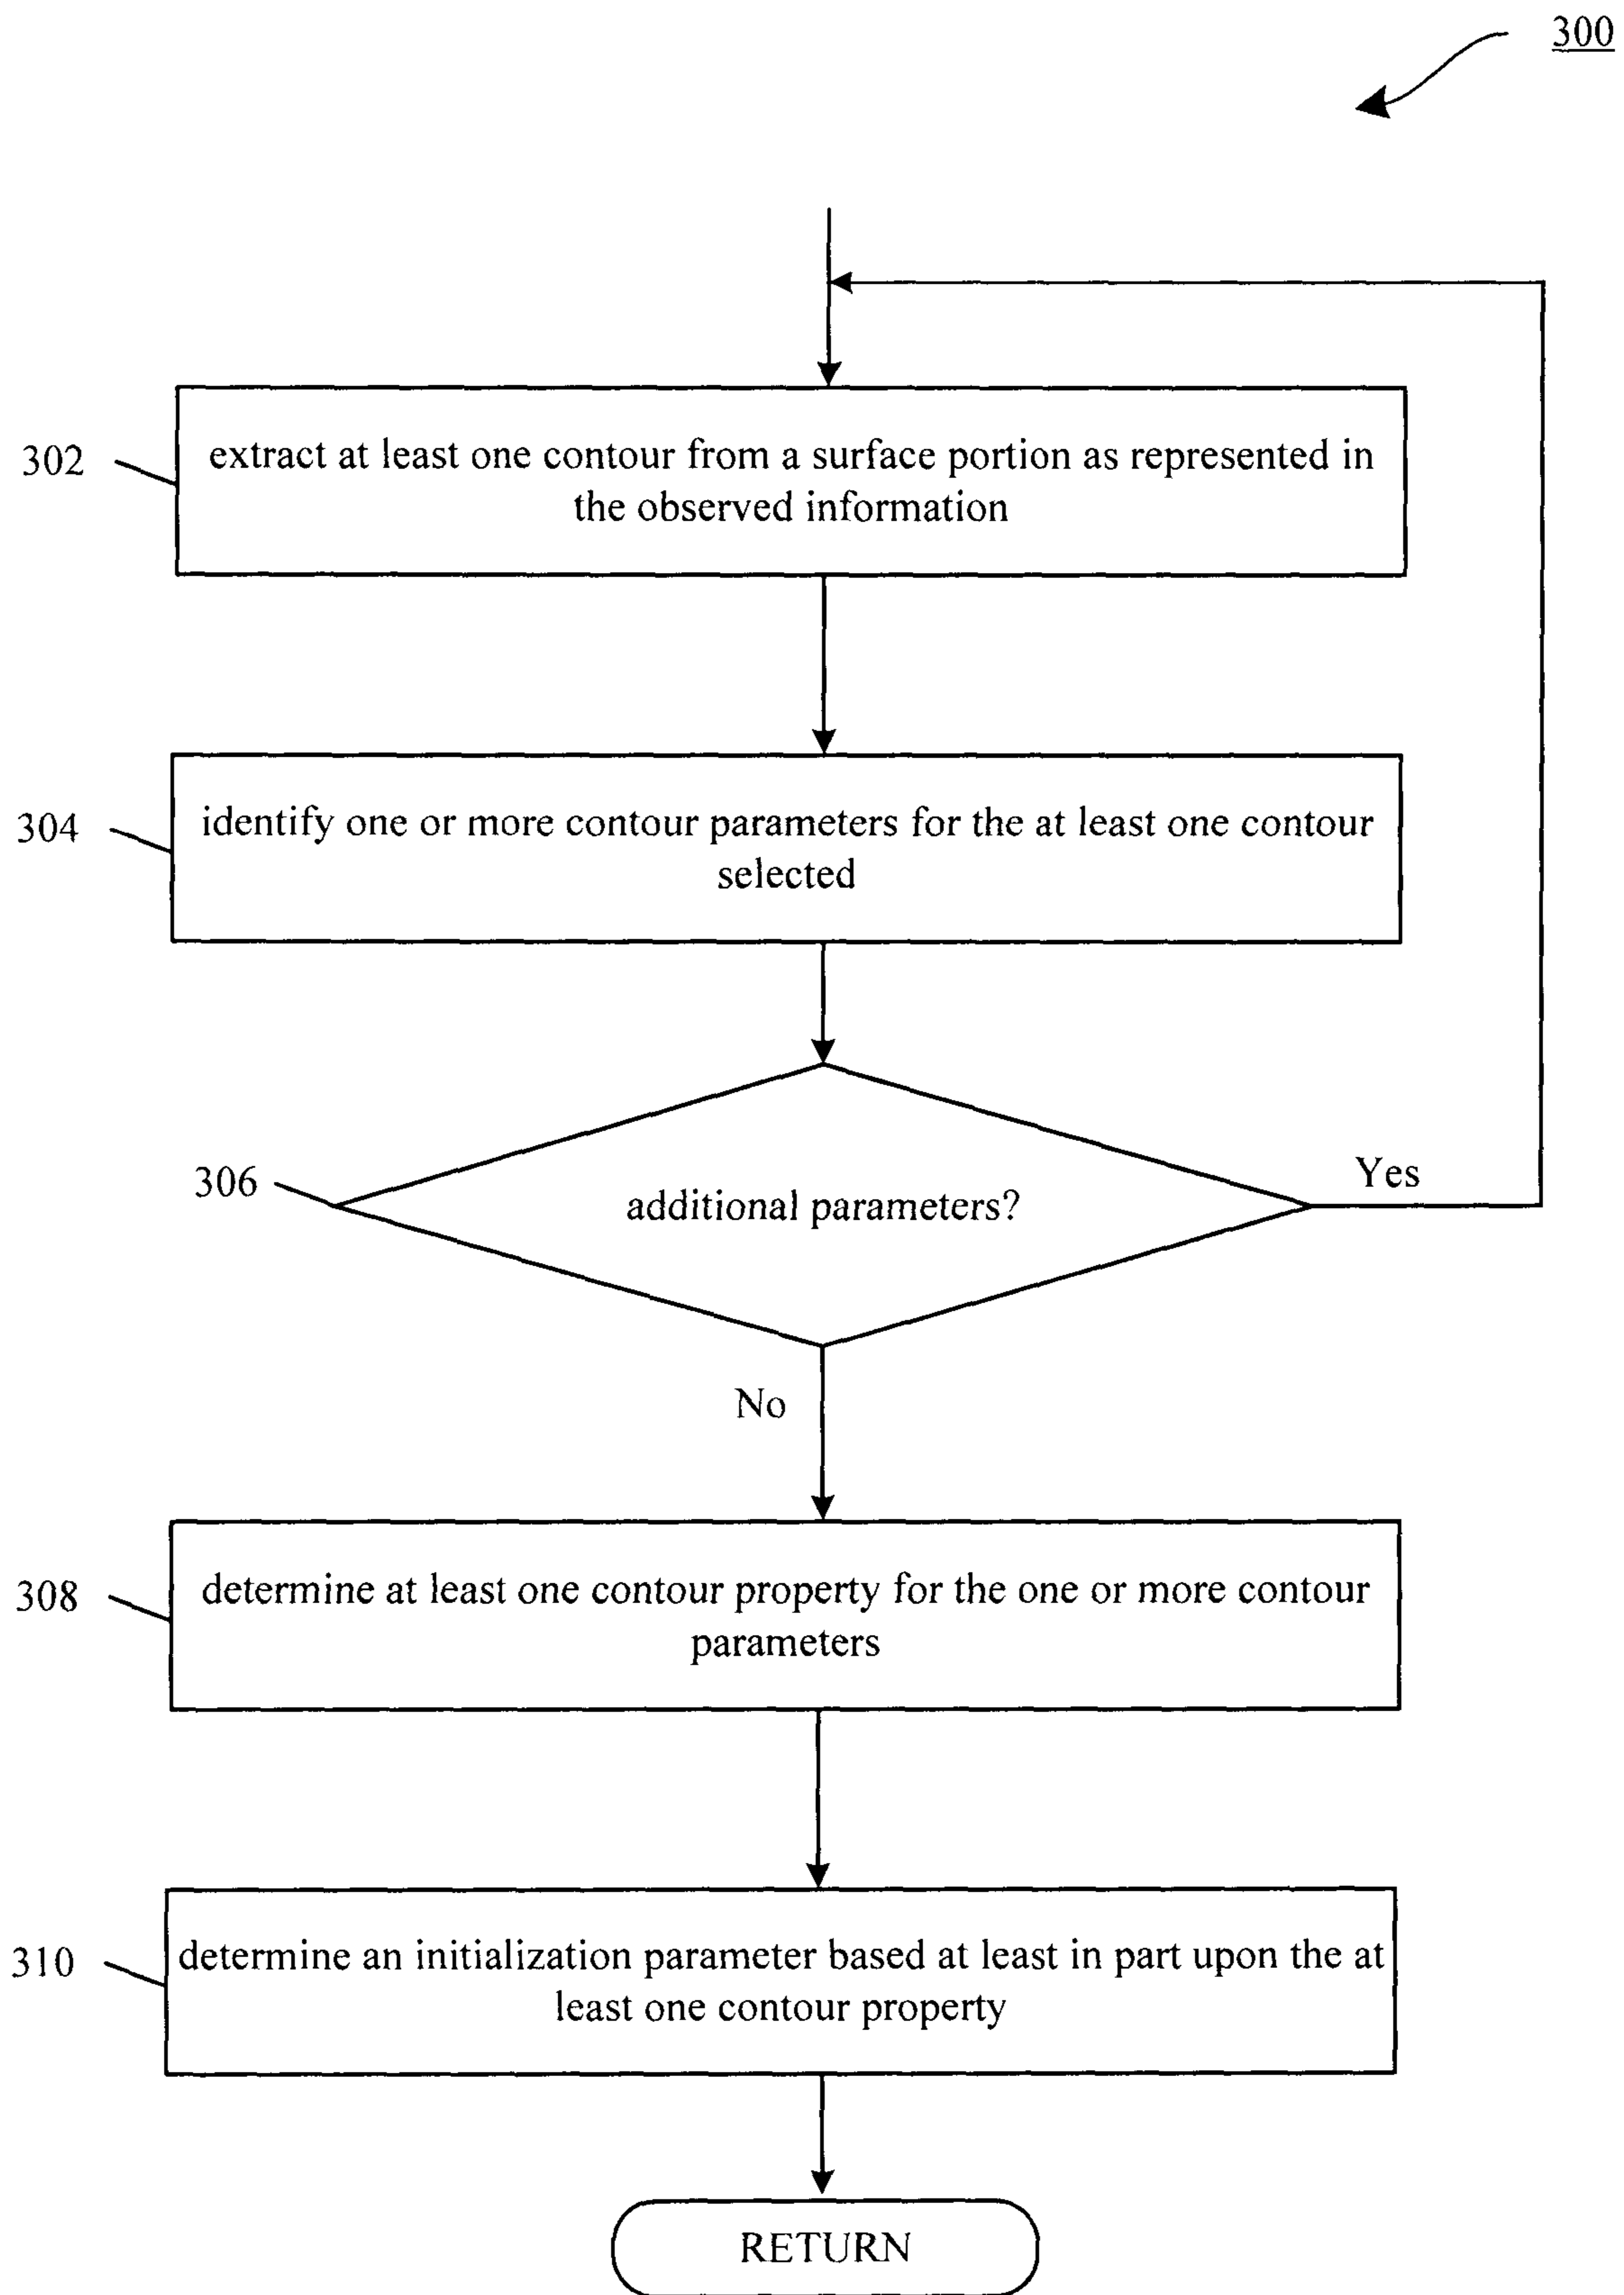 300
302
extract at least one contour from a surface portion as represented in
the observed information
304
identify one or more contour parameters for the at least one contour
selected
306
additional parameters?
Yes
No
308
determine at least one contour property for the one or more contour
parameters
310
determine an initialization parameter based at least in part upon the at
least one contour property
RETURN